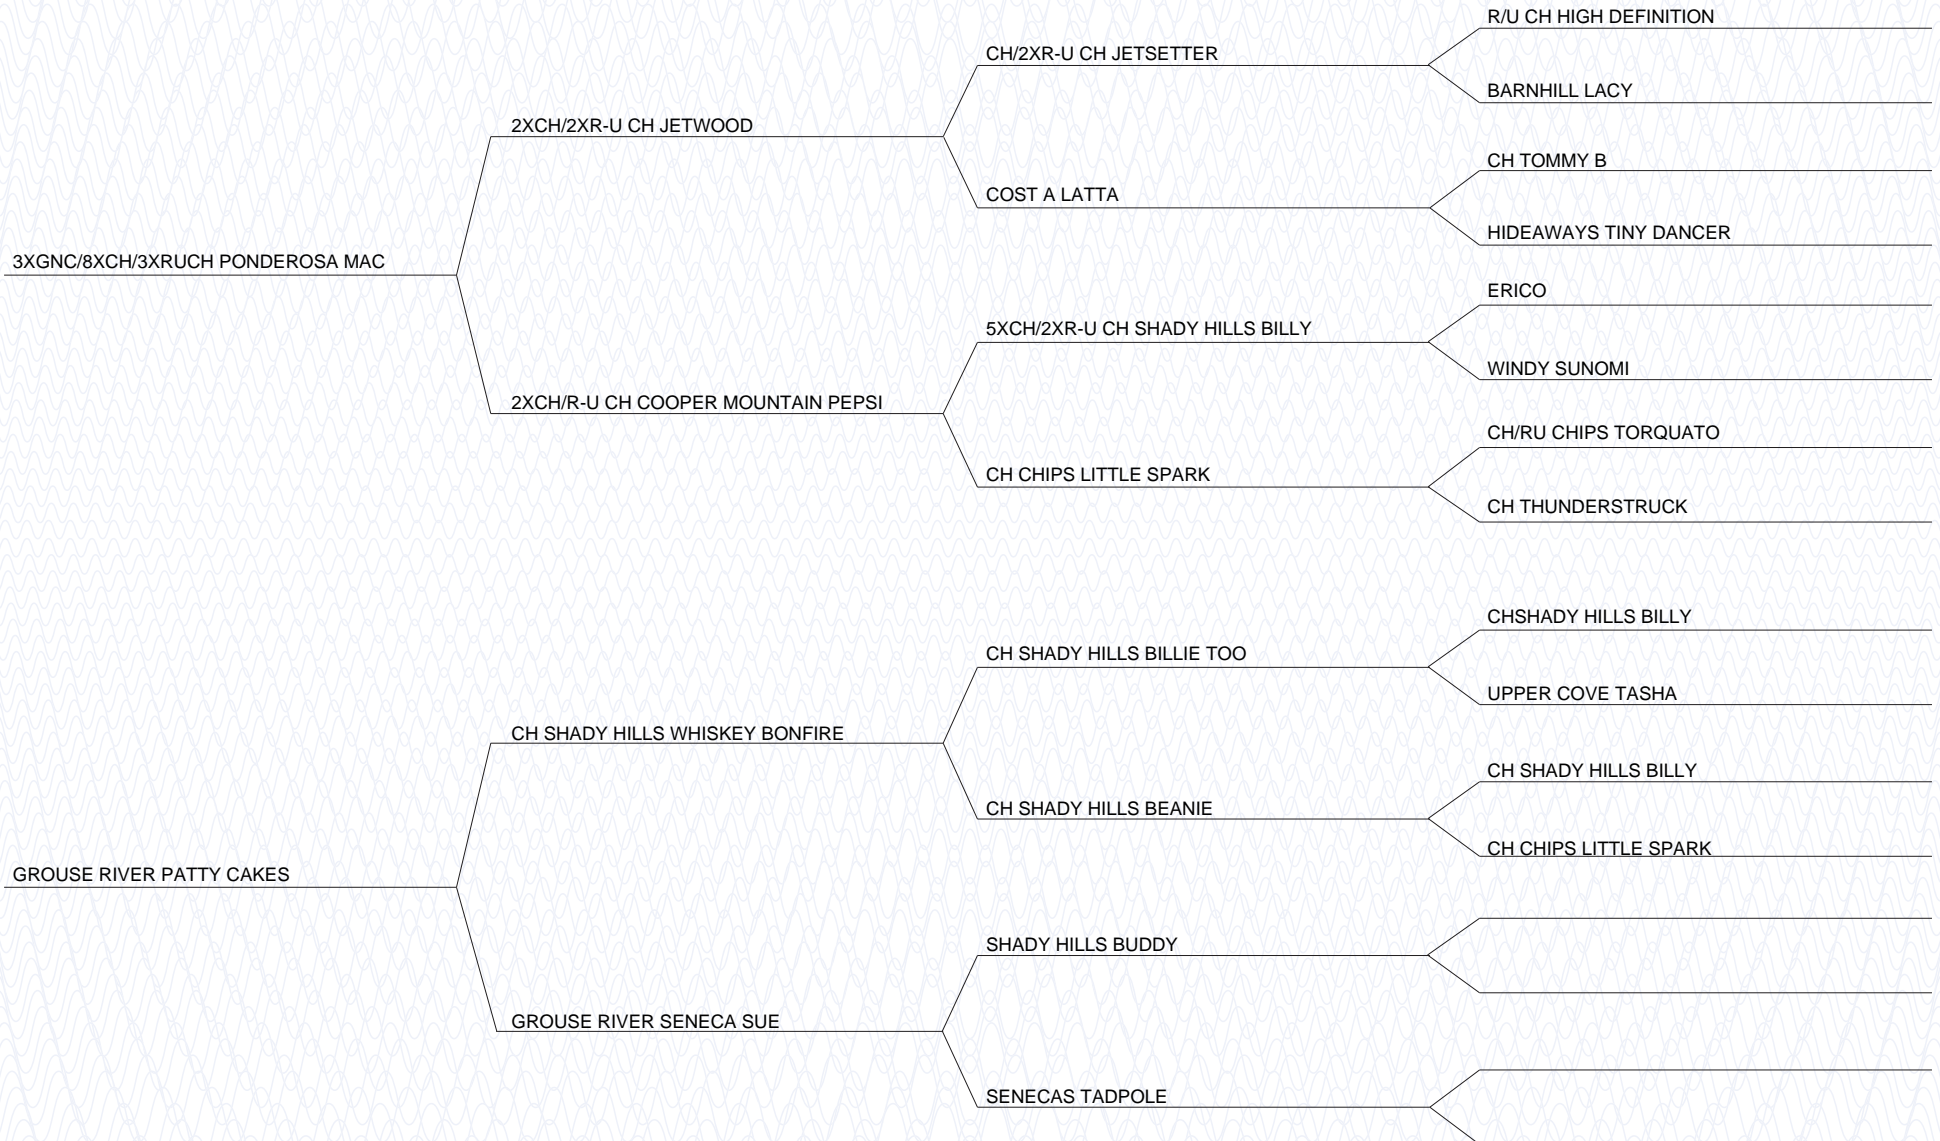 R/U CH HIGH DEFINITION
CH/2XR-U CH JETSETTER
BARNHILL LACY
2XCH/2XR-U CH JETWOOD
CH TOMMY B
COST A LATTA
HIDEAWAYS TINY DANCER
3XGNC/8XCH/3XRUCH PONDEROSA MAC
ERICO
5XCH/2XR-U CH SHADY HILLS BILLY
WINDY SUNOMI
2XCH/R-U CH COOPER MOUNTAIN PEPSI
CH/RU CHIPS TORQUATO
CH CHIPS LITTLE SPARK
CH THUNDERSTRUCK
CHSHADY HILLS BILLY
CH SHADY HILLS BILLIE TOO
UPPER COVE TASHA
CH SHADY HILLS WHISKEY BONFIRE
CH SHADY HILLS BILLY
CH SHADY HILLS BEANIE
CH CHIPS LITTLE SPARK
GROUSE RIVER PATTY CAKES
SHADY HILLS BUDDY
GROUSE RIVER SENECA SUE
SENECAS TADPOLE